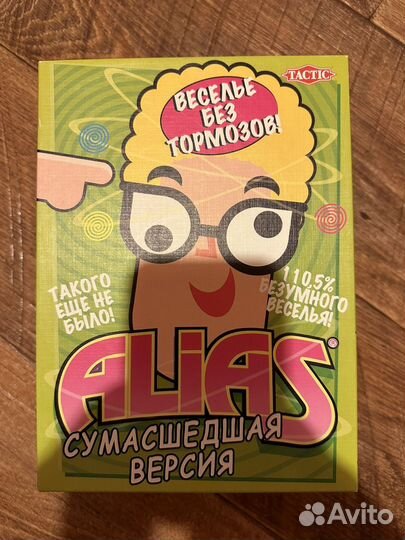 TACTIC
ВЕСЕЛЬЕ
БЕЗ
ТОРМОЗОВ!
ТАКОГО
ЕЩЕ НЕ
БЫЛО!
110,5%
БЕЗУМНОГО
ВЕСЕЛЬЯ!
ALIAS
СУМАСШЕДШАЯ
ВЕРСИЯ
Avito